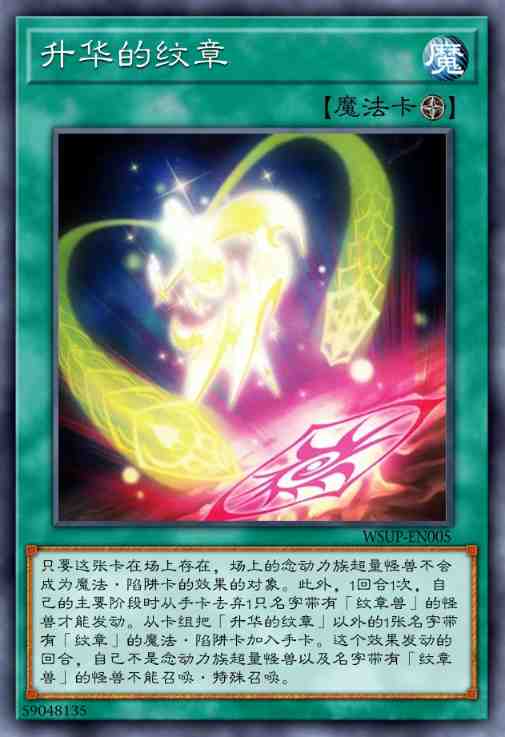 升华的纹章
魔
【魔法卡】
WSUP-EN005
只要这张卡在场上存在，场上的念动力族超量怪兽不会
成为魔法·陷阱卡的效果的对象。此外，1回合1次，自
己的主要阶段时从手卡丢弃1只名字带有「纹章兽」的怪
兽才能发动。从卡组把「升华的纹章」以外的1张名字带
有「纹章」的魔法·陷阱卡加入手卡。这个效果发动的
回合，自己不是念动力族超量怪兽以及名字带有「纹章
兽」的怪兽不能召唤·特殊召唤。
59048135